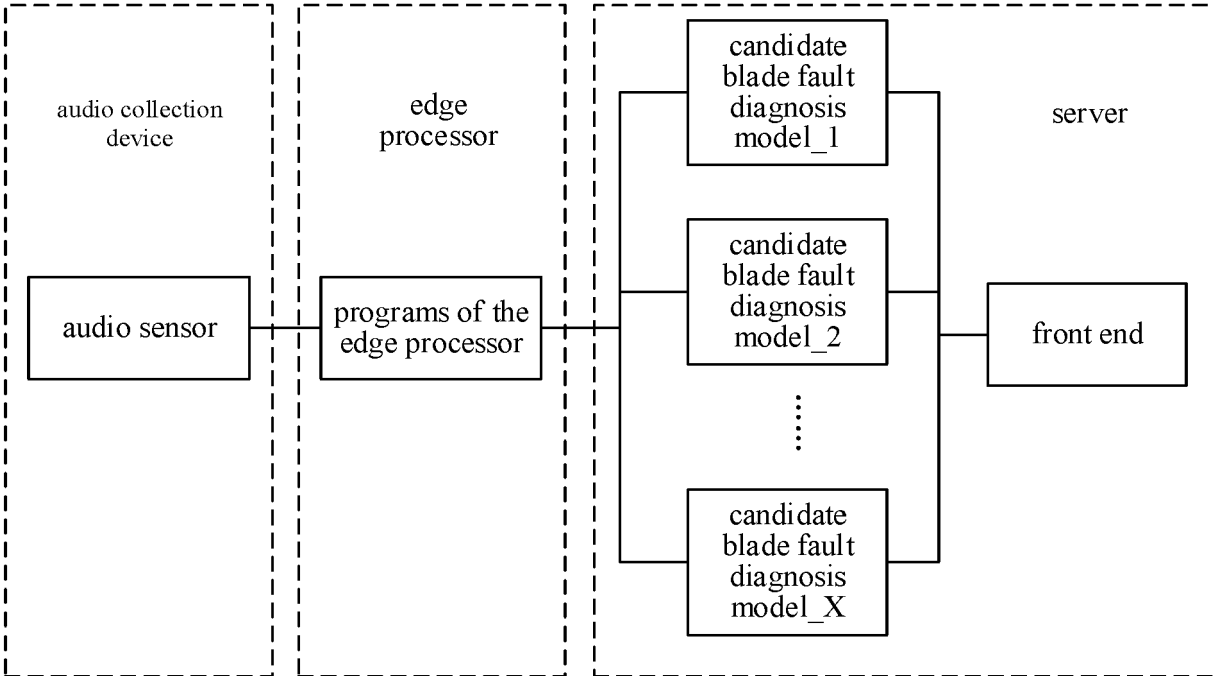 audio collection
device
audio sensor
edge
processor
programs of the
edge processor
candidate
blade fault
diagnosis
model_1
candidate
blade fault
diagnosis
model_2
candidate
blade fault
diagnosis
model_X
server
front end